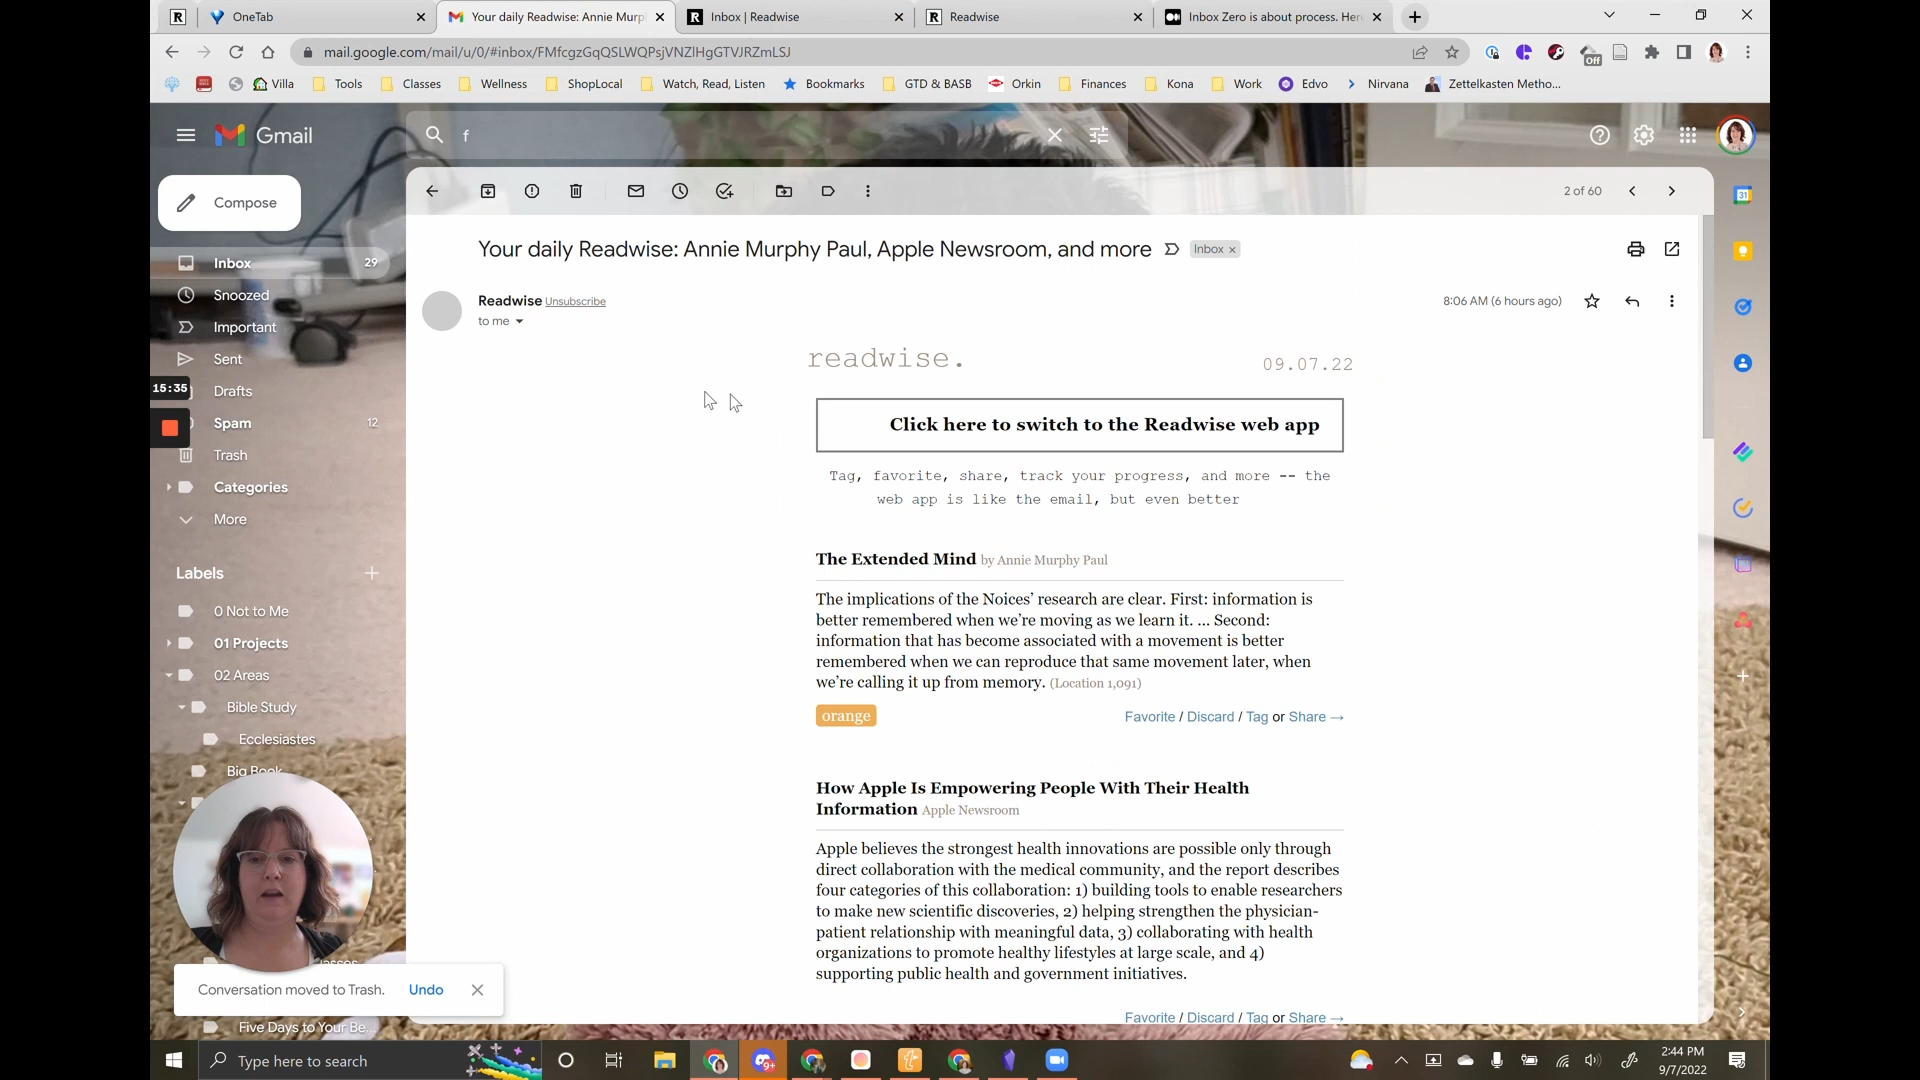 OneTab
Your daily Readwise: Annie Murp
Inbox | Readwise
Readwise
Inbox Zero is about process. Her
mail.google.com/mail/u/0/#inbox/FMfcgzGqQSLWQPsjVNZlHgGTVJRZmLSJ
Off
Villa
Tools
Classes
Wellness
ShopLocal
Watch, Read, Listen
Bookmarks
GTD & BASB
Orkin
Finances
Kona
Work
Edvo
Nirvana
Zettelkasten Metho...
Gmail
f
Compose
2 of 60
31
Inbox 29
Snoozed
Important
Sent
15:35
Drafts
Spam 12
Trash
Categories
More
Labels
0 Not to Me
01 Projects
02 Areas
Bible Study
Ecclesiastes
Big Book
Your daily Readwise: Annie Murphy Paul, Apple Newsroom, and more
Inbox ×
Readwise Unsubscribe
to me
8:06 AM (6 hours ago)
readwise.
09.07.22
Click here to switch to the Readwise web app
Tag, favorite, share, track your progress, and more -- the
web app is like the email, but even better
The Extended Mind by Annie Murphy Paul
The implications of the Noices’ research are clear. First: information is
better remembered when we’re moving as we learn it. ... Second:
information that has become associated with a movement is better
remembered when we can reproduce that same movement later, when
we’re calling it up from memory. (Location 1,091)
orange
Favorite / Discard / Tag or Share →
How Apple Is Empowering People With Their Health
Information Apple Newsroom
Apple believes the strongest health innovations are possible only through
direct collaboration with the medical community, and the report describes
four categories of this collaboration: 1) building tools to enable researchers
to make new scientific discoveries, 2) helping strengthen the physician-
patient relationship with meaningful data, 3) collaborating with health
organizations to promote healthy lifestyles at large scale, and 4)
supporting public health and government initiatives.
Favorite / Discard / Tag or Share →
Conversation moved to Trash. Undo
Five Days to Your Be...
Type here to search
9+
2:44 PM
9/7/2022